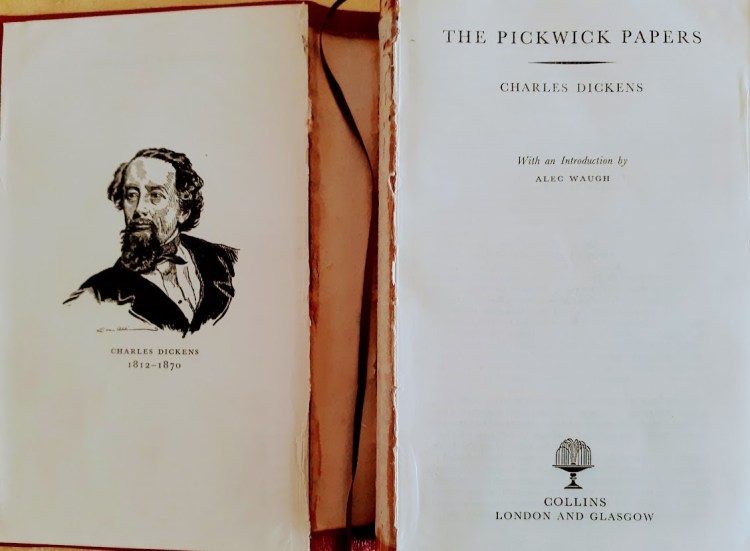 CHARLES DICKENS
1812–1870
THE PICKWICK PAPERS
CHARLES DICKENS
With an Introduction by
ALEC WAUGH
COLLINS
LONDON AND GLASGOW